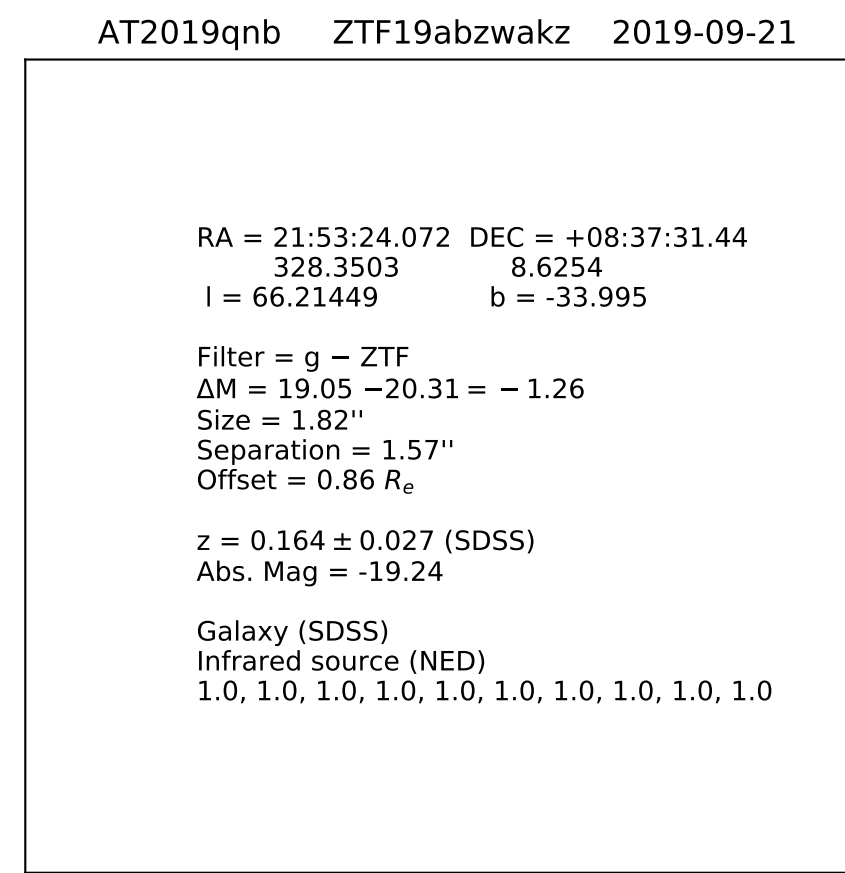 AT2019qnb ZTF19abzwakz 2019-09-21
RA = 21:53:24.072 DEC = +08:37:31.44
328.3503 8.6254
l = 66.21449 b = -33.995
Filter = g − ZTF
ΔM = 19.05 −20.31 = − 1.26
Size = 1.82''
Separation = 1.57''
Offset = 0.86 Re
z = 0.164 ± 0.027 (SDSS)
Abs. Mag = -19.24
Galaxy (SDSS)
Infrared source (NED)
1.0, 1.0, 1.0, 1.0, 1.0, 1.0, 1.0, 1.0, 1.0, 1.0